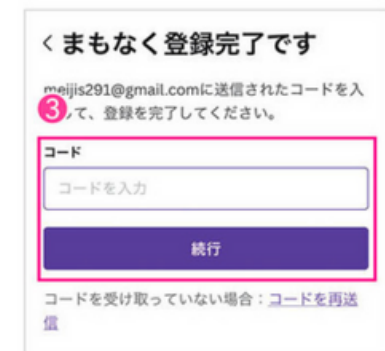 < まもなく登録完了です
meijis291@gmail.comに送信されたコードを入
3 して、登録を完了してください。
コード
コードを入力
続行
コードを受け取っていない場合：コードを再送
信